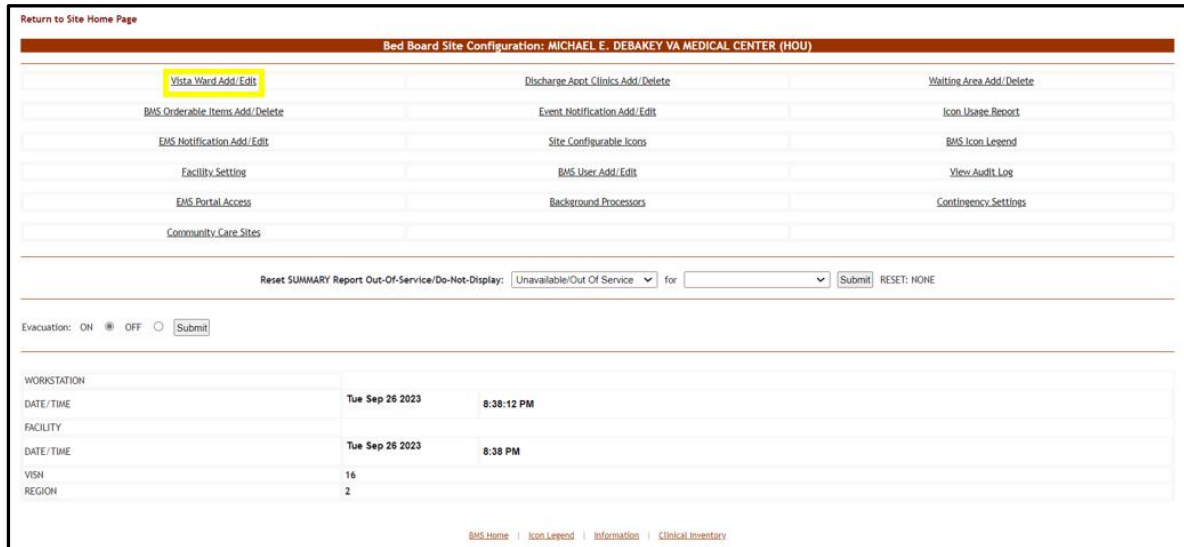 Return to Site Home Page
Bed Board Site Configuration: MICHAEL E. DEBAKEY VA MEDICAL CENTER (HOU)
Vista Ward Add/Edit Discharge Appt Clinics Add/Delete Waiting Area Add/Delete
BMS Orderable Items Add/Delete Event Notification Add/Edit Icon Usage Report
EMS Notification Add/Edit Site Configurable Icons BMS Icon Legend
Facility Setting BMS User Add/Edit View Audit Log
EMS Portal Access Background Processors Contingency Settings
Community Care Sites
Reset SUMMARY Report Out-Of-Service/Do-Not-Display: Unavailable/Out Of Service for Submit RESET: NONE
Evacuation: ON OFF Submit
WORKSTATION
DATE/TIME Tue Sep 26 2023 8:38:12 PM
FACILITY
DATE/TIME Tue Sep 26 2023 8:38 PM
VISN 16
REGION 2
BMS Home | Icon Legend | Information | Clinical Inventory